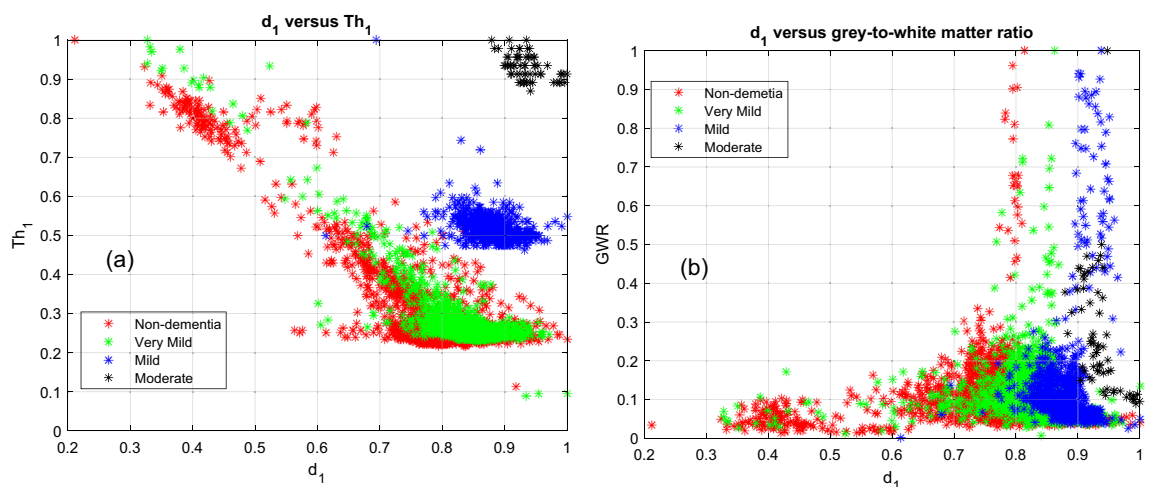 d1 versus Th1
1
0.9
0.8
0.7
0.6
0.5
0.4
0.3
0.2
0.1
0
Th1
(a)
Non-dementia
Very Mild
Mild
Moderate
0.2 0.3 0.4 0.5 0.6 0.7 0.8 0.9 1
d1
d1 versus grey-to-white matter ratio
1
0.9
0.8
0.7
0.6
0.5
0.4
0.3
0.2
0.1
0
GWR
Non-demetia
Very Mild
Mild
Moderate
(b)
0.2 0.3 0.4 0.5 0.6 0.7 0.8 0.9 1
d1